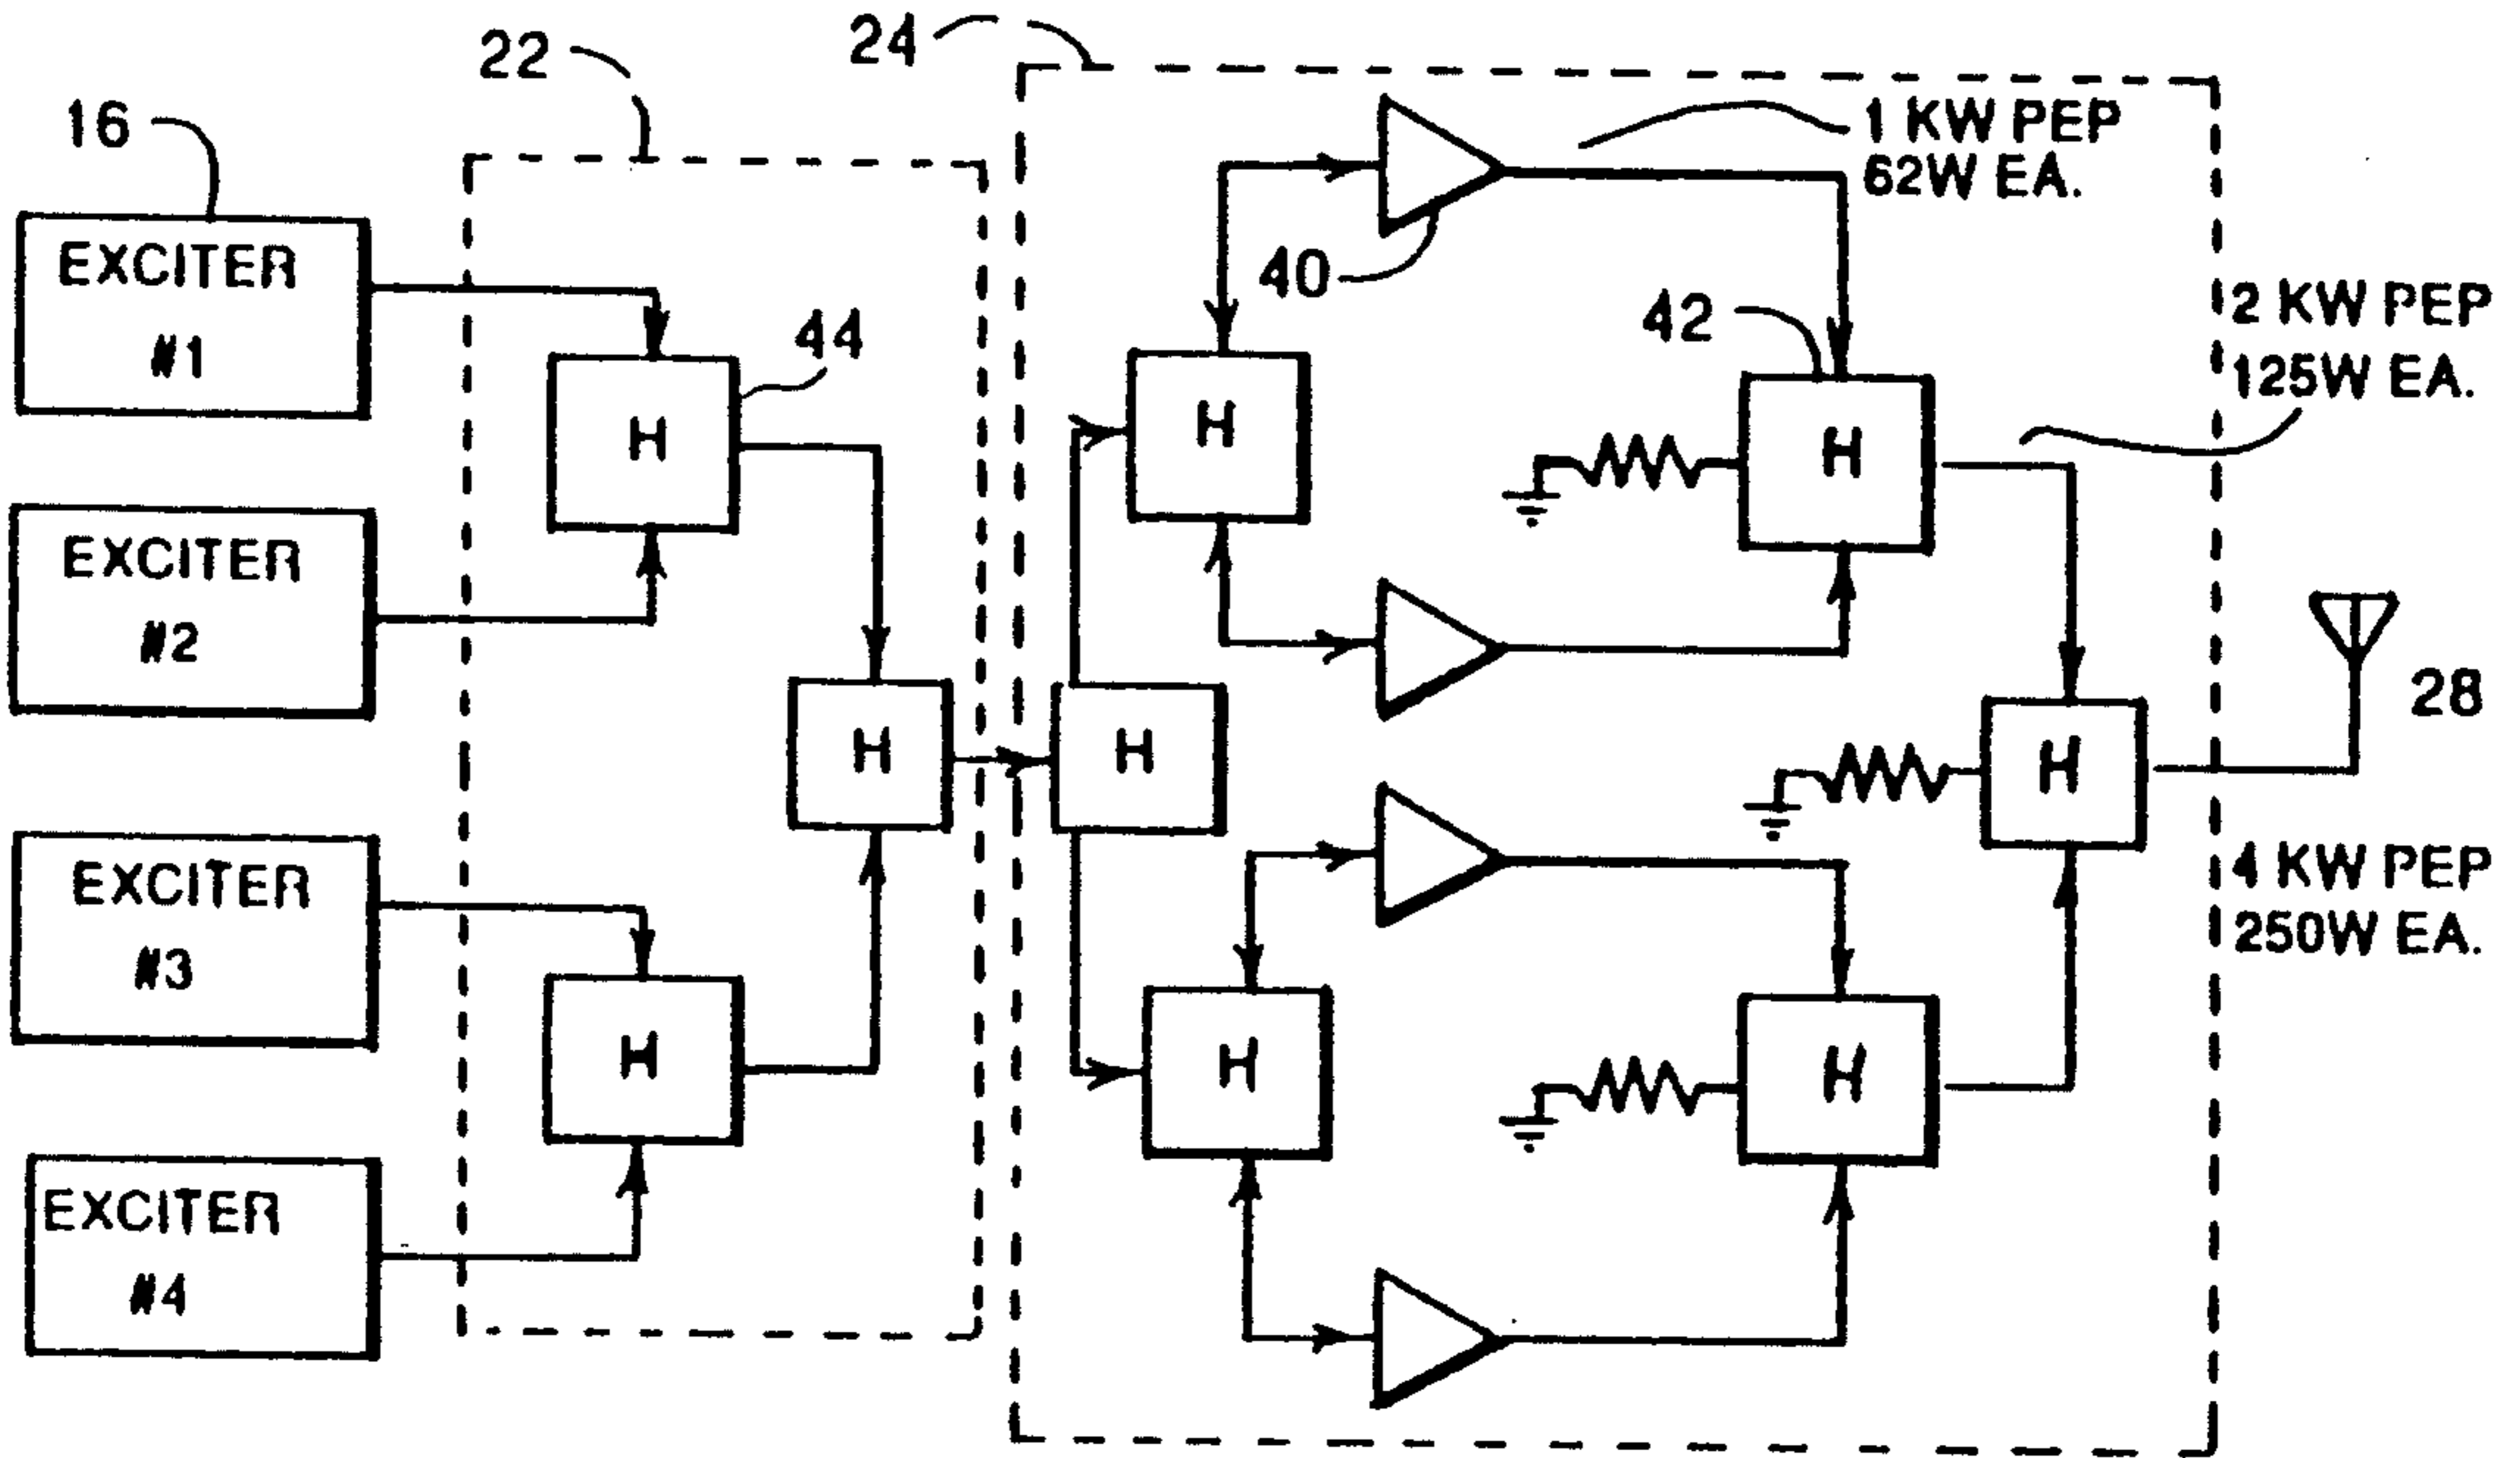 24
22
16
1 KW PEP
62W EA.
EXCITER
#1
40
2 KW PEP
125W EA.
42
44
H
H
H
EXCITER
#2
H
H
H
28
EXCITER
#3
4 KW PEP
250W EA.
H
H
H
EXCITER
#4